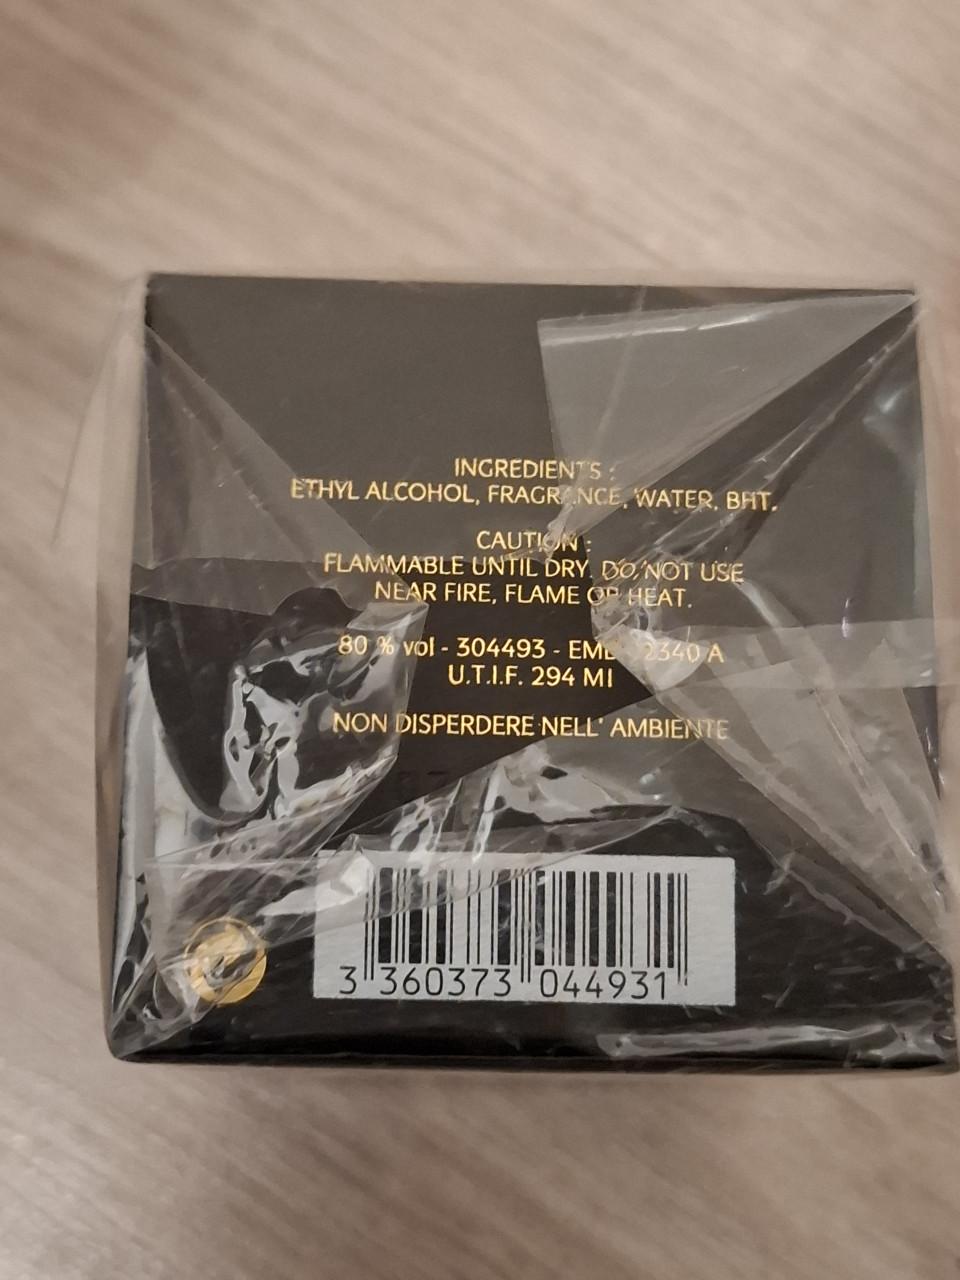 INGREDIENTS :
ETHYL ALCOHOL, FRAGRANCE, WATER, BHT.
CAUTION :
FLAMMABLE UNTIL DRY. DO NOT USE
NEAR FIRE, FLAME OR HEAT.
80 % vol - 304493 - 2340 A
U.T.I.F. 294 MI
NON DISPERDERE NELL' AMBIENTE
3 360373 044931